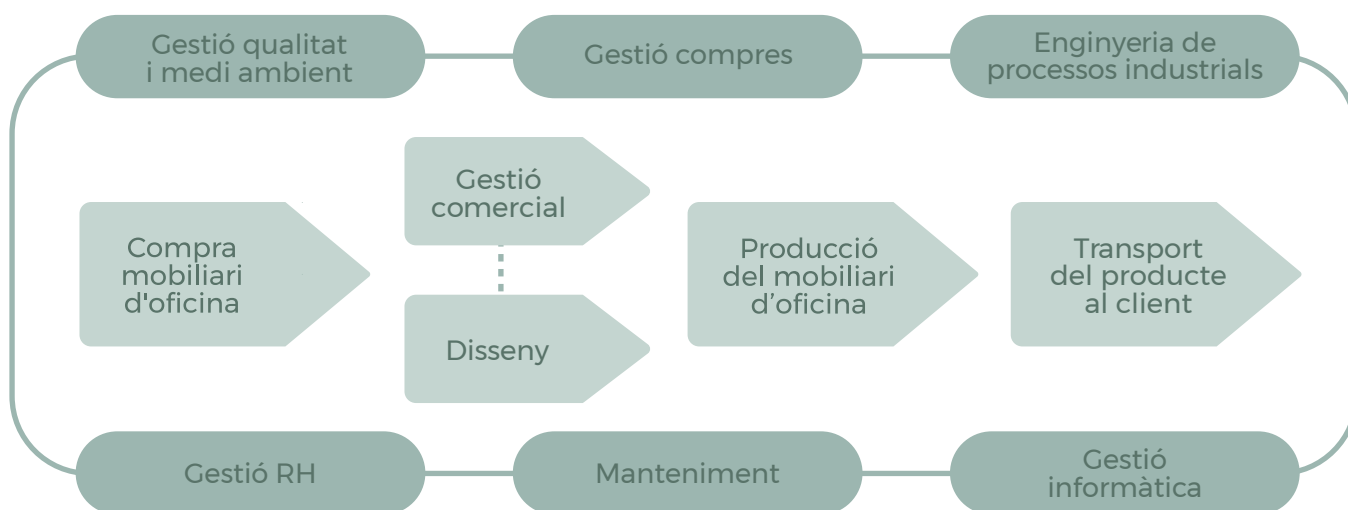 Gestió qualitat
i medi ambient
Gestió compres
Enginyeria de
processos industrials
Compra
mobiliari
d'oficina
Gestió
comercial
Disseny
Producció
del mobiliari
d’oficina
Transport
del producte
al client
Gestió RH
Manteniment
Gestió
informàtica